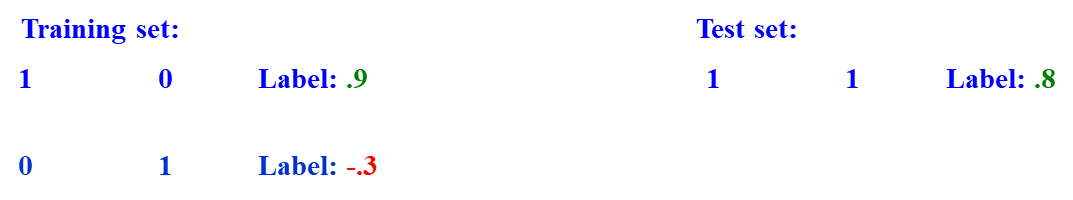 Training set:
1 0 Label: .9
0 1 Label: -.3
Test set:
1 1 Label: .8